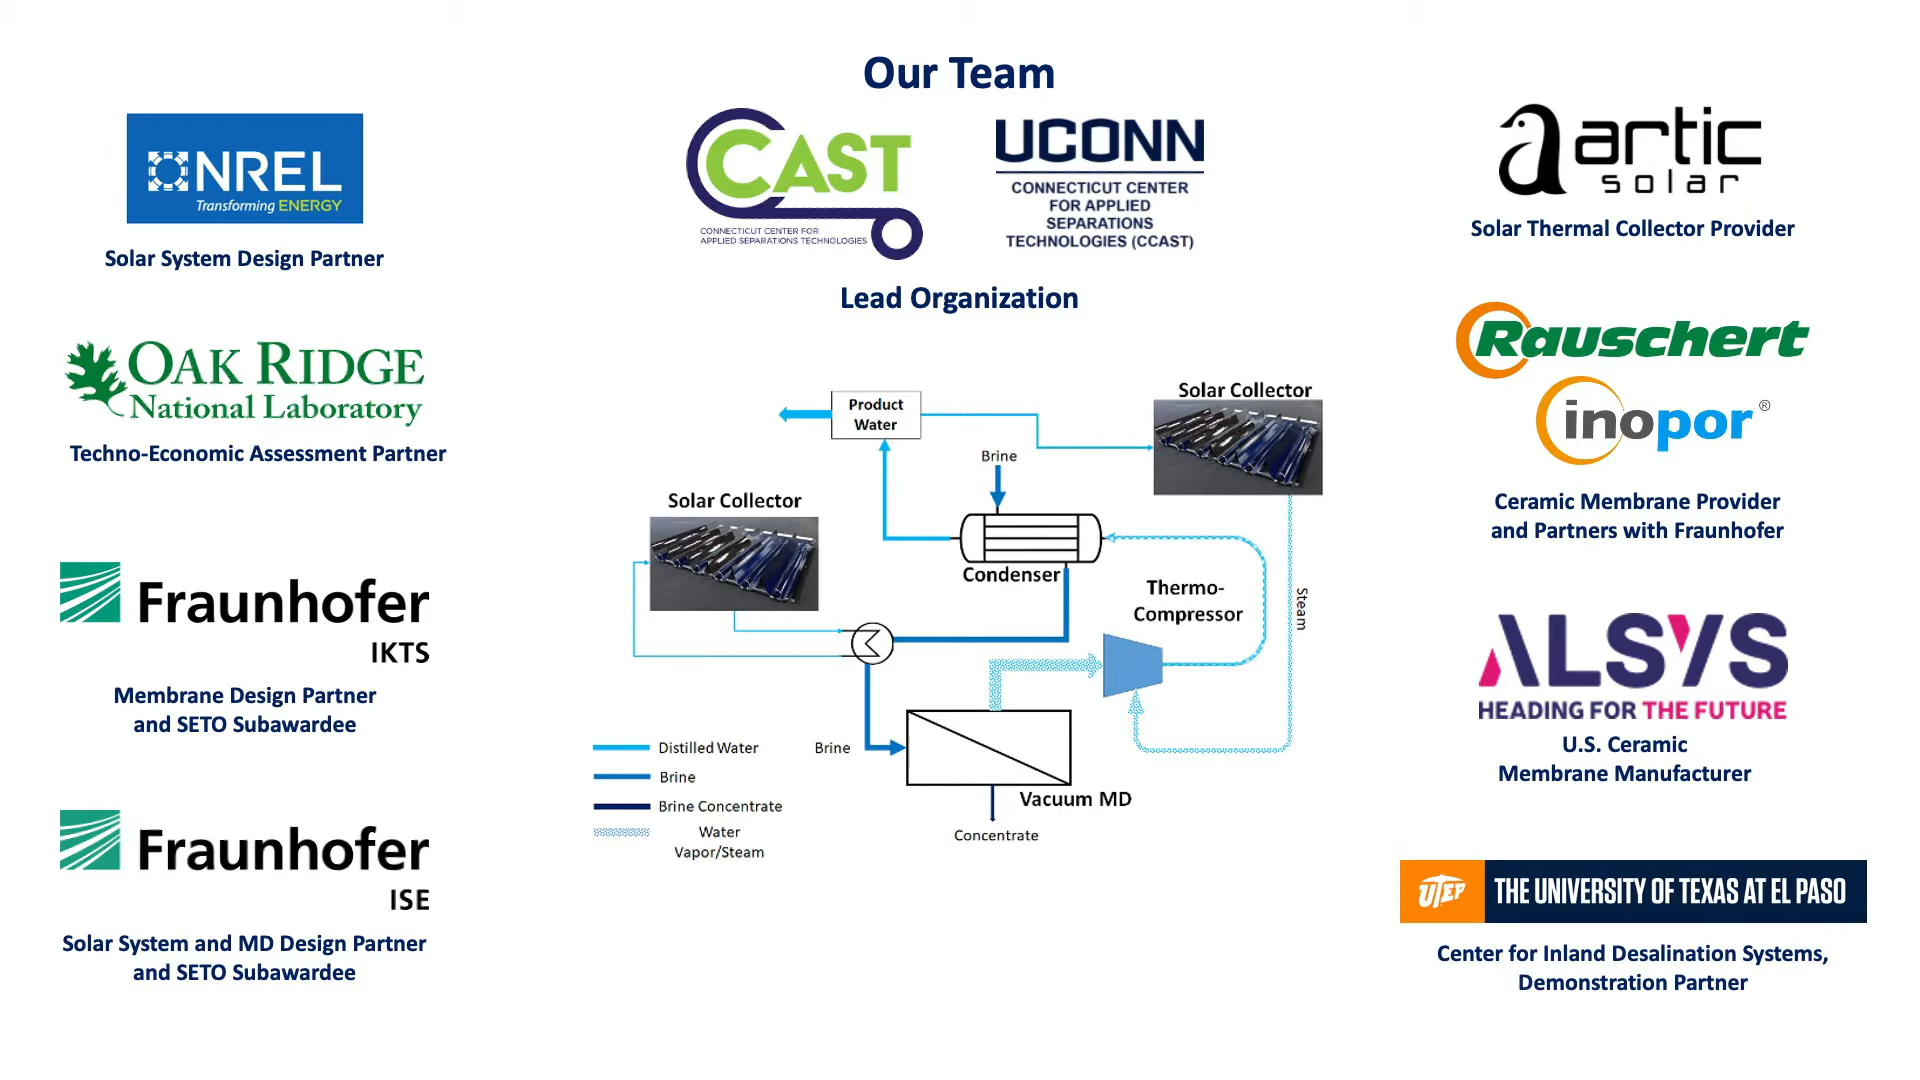 Our Team
NREL
Transforming ENERGY
Solar System Design Partner
OAK RIDGE
National Laboratory
Techno-Economic Assessment Partner
Fraunhofer
IKTS
Membrane Design Partner
and SETO Subawardee
Fraunhofer
ISE
Solar System and MD Design Partner
and SETO Subawardee
CCAST
CONNECTICUT CENTER FOR
APPLIED SEPARATIONS TECHNOLOGIES
UCONN
CONNECTICUT CENTER
FOR APPLIED
SEPARATIONS
TECHNOLOGIES (CCAST)
Lead Organization
Product
Water
Solar Collector
Brine
Solar Collector
Condenser
Thermo-
Compressor
Steam
Brine
Vacuum MD
Concentrate
Distilled Water
Brine
Brine Concentrate
Water
Vapor/Steam
artic
solar
Solar Thermal Collector Provider
Rauschert
inopor®
Ceramic Membrane Provider
and Partners with Fraunhofer
ALSYS
HEADING FOR THE FUTURE
U.S. Ceramic
Membrane Manufacturer
UTEP THE UNIVERSITY OF TEXAS AT EL PASO
Center for Inland Desalination Systems,
Demonstration Partner